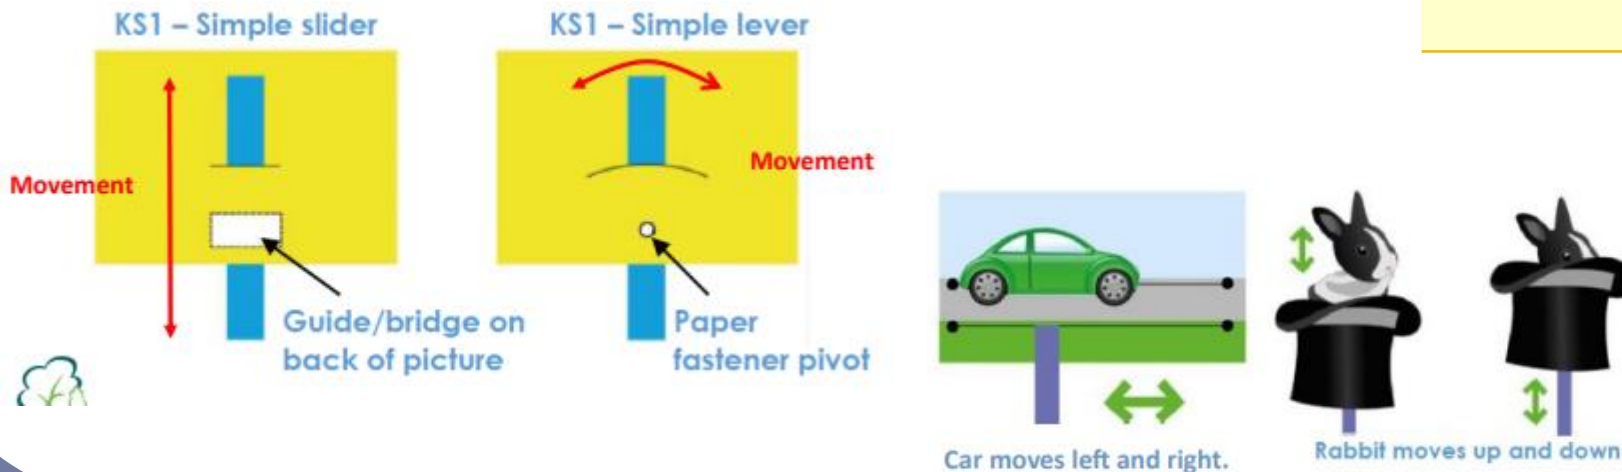 KS1 – Simple slider
KS1 – Simple lever
Movement
Movement
Guide/bridge on
back of picture
Paper
fastener pivot
Car moves left and right.
Rabbit moves up and down